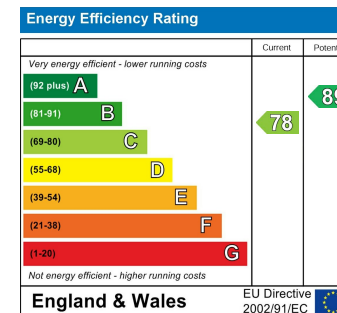 Energy Efficiency Rating
Current
Very energy efficient - lower running costs
(92 plus) A
(81-91) B
(69-80) C
78
(55-68) D
(39-54) E
(21-38) F
(1-20) G
Not energy efficient - higher running costs
England & Wales
EU Directive
2002/91/EC